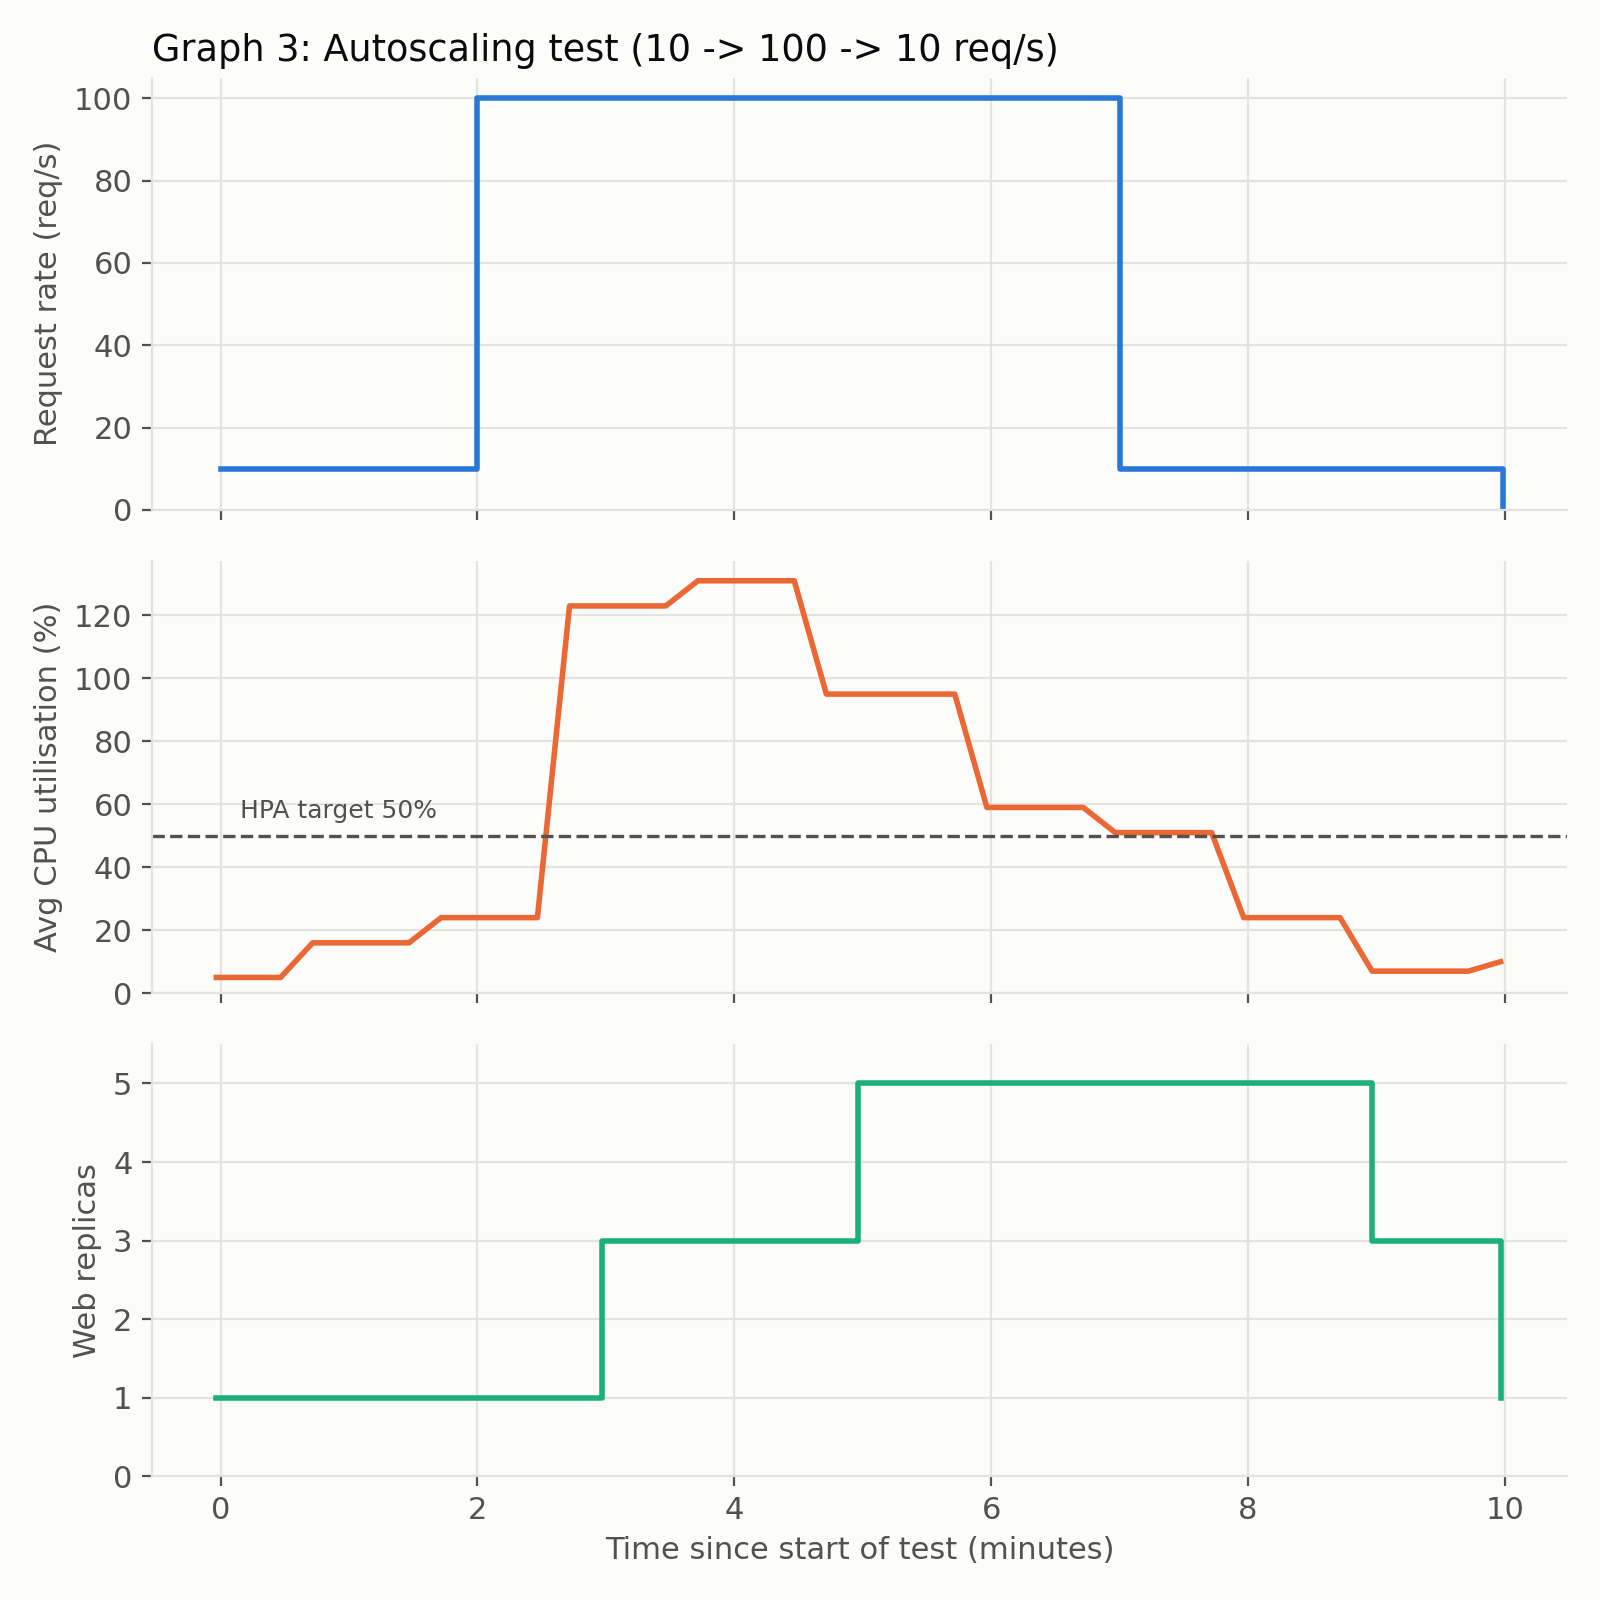 Graph 3: Autoscaling test (10 -> 100 -> 10 req/s)
Request rate (req/s)
100
80
60
40
20
0
Avg CPU utilisation (%)
120
100
80
60
40
20
0
HPA target 50%
Web replicas
5
4
3
2
1
0
0 2 4 6 8 10
Time since start of test (minutes)